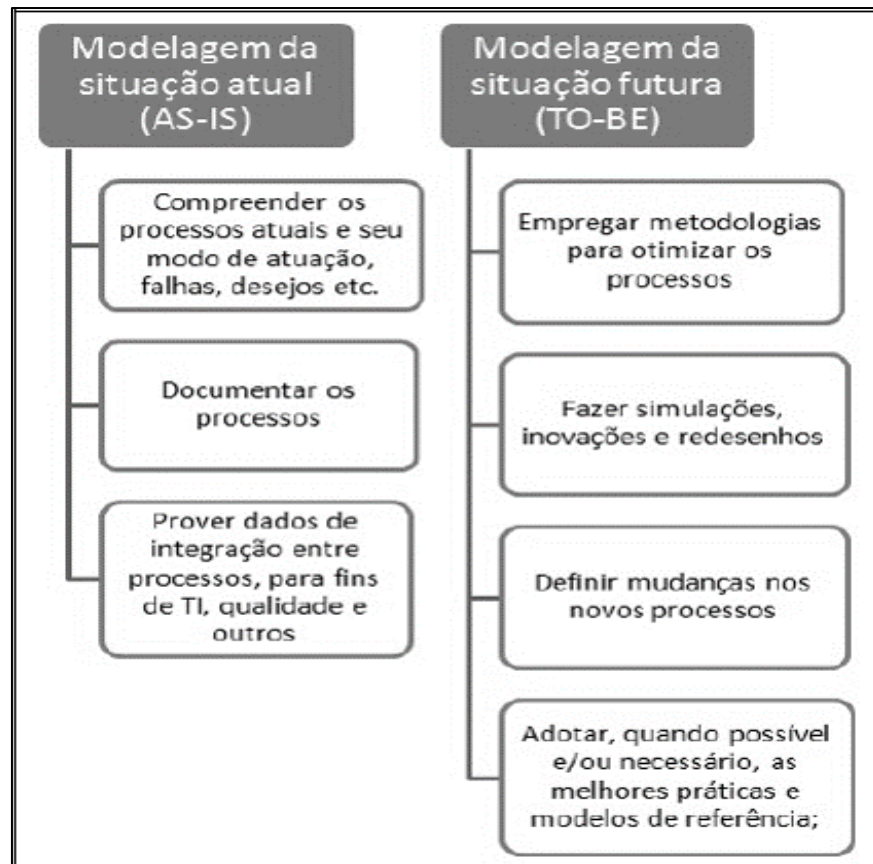 Modelagem da
situação atual
(AS-IS)
Compreender os
processos atuais e seu
modo de atuação,
falhas, desejos etc.
Documentar os
processos
Prover dados de
integração entre
processos, para fins
de TI, qualidade e
outros
Modelagem da
situação futura
(TO-BE)
Empregar metodologias
para otimizar os
processos
Fazer simulações,
inovações e redesenhos
Definir mudanças nos
novos processos
Adotar, quando possível
e/ou necessário, as
melhores práticas e
modelos de referência;